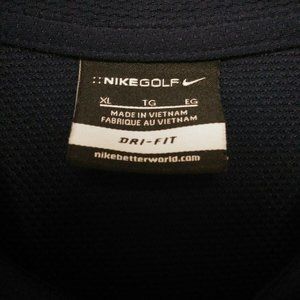 ::NIKEGOLF
XL TG EG
MADE IN VIETNAM
FABRIQUE AU VIETNAM
DRI-FIT
nikebetterworld.com